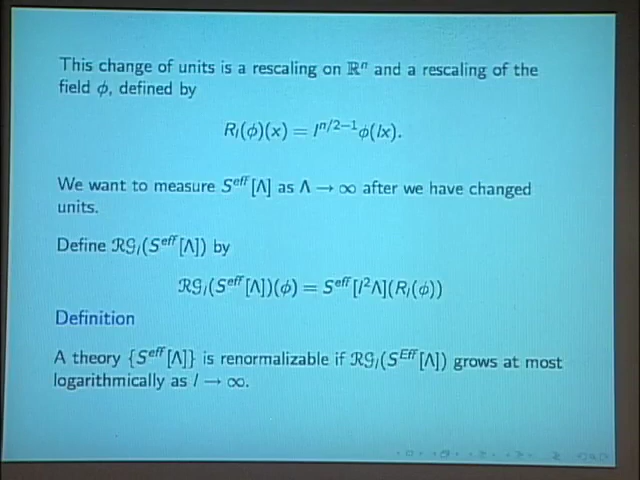 This change of units is a rescaling on ℝⁿ and a rescaling of the
field ϕ, defined by
R_l(ϕ)(x) = l^{n/2−1}ϕ(lx).
We want to measure S^{eff}[Λ] as Λ → ∞ after we have changed
units.
Define ℛ𝒢_l(S^{eff}[Λ]) by
ℛ𝒢_l(S^{eff}[Λ])(ϕ) = S^{eff}[l²Λ](R_l(ϕ))
Definition
A theory {S^{eff}[Λ]} is renormalizable if ℛ𝒢_l(S^{Eff}[Λ]) grows at most
logarithmically as l → ∞.